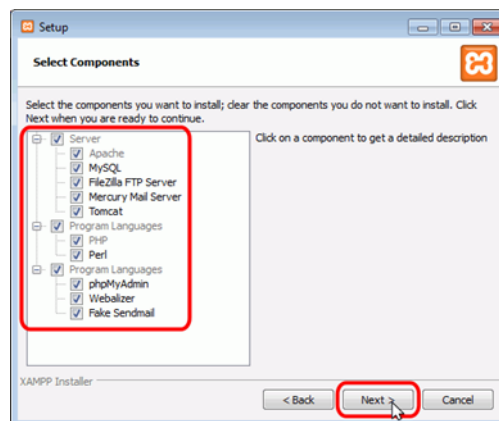 Setup
Select Components
Select the components you want to install; clear the components you do not want to install. Click
Next when you are ready to continue.
Server
Apache
MySQL
FileZilla FTP Server
Mercury Mail Server
Tomcat
Program Languages
PHP
Perl
Program Languages
phpMyAdmin
Webalizer
Fake Sendmail
Click on a component to get a detailed description
XAMPP Installer
< Back
Next >
Cancel